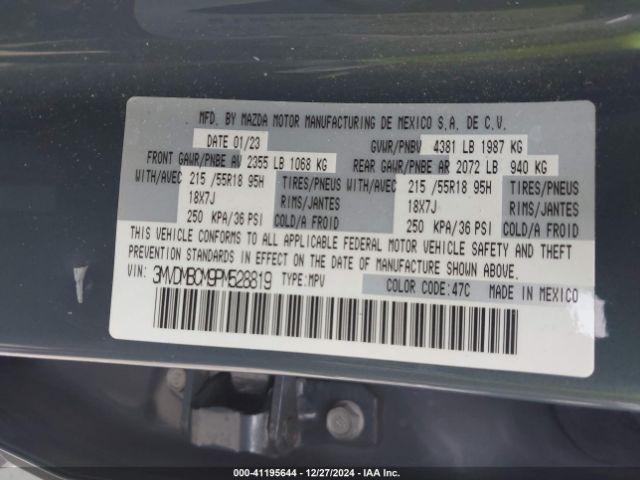 MFD. BY MAZDA MOTOR MANUFACTURING DE MEXICO S.A. DE C.V.
DATE 01/23 GVWR/PNBV 4381 LB 1987 KG
FRONT GAWR/PNBE AV 2355 LB 1068 KG REAR GAWR/PNBE AR 2072 LB 940 KG
WITH/AVEC 215 /55R18 95H TIRES/PNEUS WITH/AVEC 215 /55R18 95H TIRES/PNEUS
18X7J RIMS/JANTES 18X7J RIMS/JANTES
250 KPA/36 PSI COLD/A FROID 250 KPA/36 PSI COLD/A FROID
THIS VEHICLE CONFORMS TO ALL APPLICABLE FEDERAL MOTOR VEHICLE SAFETY AND THEFT
PREVENTION STANDARDS IN EFFECT ON THE DATE OF MANUFACTURE SHOWN ABOVE.
VIN: 3MVDMBCM9PM528819 TYPE:MPV COLOR CODE:47C MADE IN MEXICO
000-41195644 - 12/27/2024 - IAA Inc.